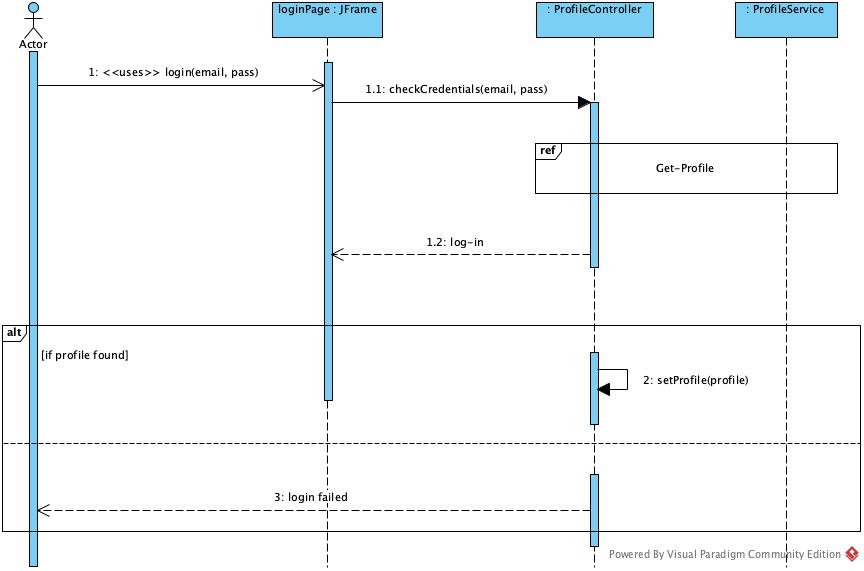 loginPage : JFrame
: ProfileController
: ProfileService
Actor
1: <<uses>> login(email, pass)
1.1: checkCredentials(email, pass)
ref
Get-Profile
1.2: log-in
alt
[if profile found]
2: setProfile(profile)
3: login failed
Powered By Visual Paradigm Community Edition